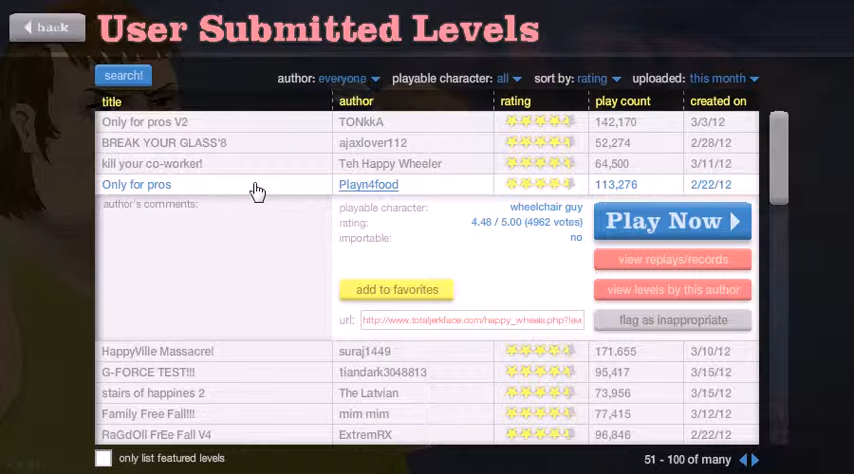 back
User Submitted Levels
search!
author: everyone playable character: all sort by: rating uploaded: this month
title author rating play count created on
Only for pros V2 TONkkA 142,170 3/3/12
BREAK YOUR GLASS'8 ajaxlover112 52,274 2/28/12
kill your co-worker! Teh Happy Wheeler 64,500 3/11/12
Only for pros Playn4food 113,276 2/22/12
author's comments:
playable character: wheelchair guy
rating: 4.48 / 5.00 (4962 votes)
importable: no
Play Now
view replays/records
add to favorites
view levels by this author
url: http://www.totaljerkface.com/happy_wheels.php?lev
flag as inappropriate
HappyVille Massacre! suraj1449 171,655 3/10/12
G-FORCE TEST!!! tiandark3048813 95,417 3/15/12
stairs of happines 2 The Latvian 73,956 3/15/12
Family Free Fall!!! mim mim 77,415 3/12/12
RaGdOll FrEe Fall V4 ExtremRX 96,846 2/22/12
only list featured levels
51 - 100 of many